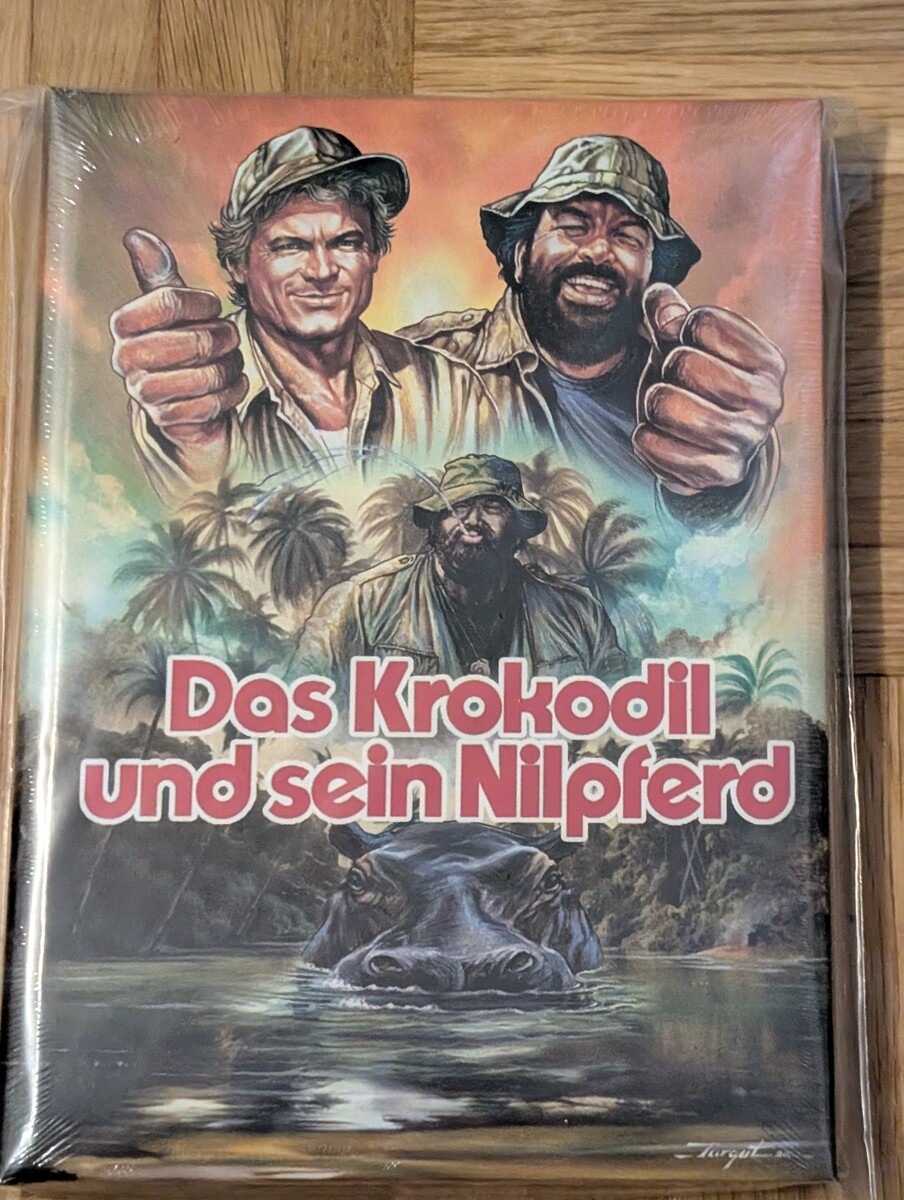 Das Krokodil
und sein Nilpferd